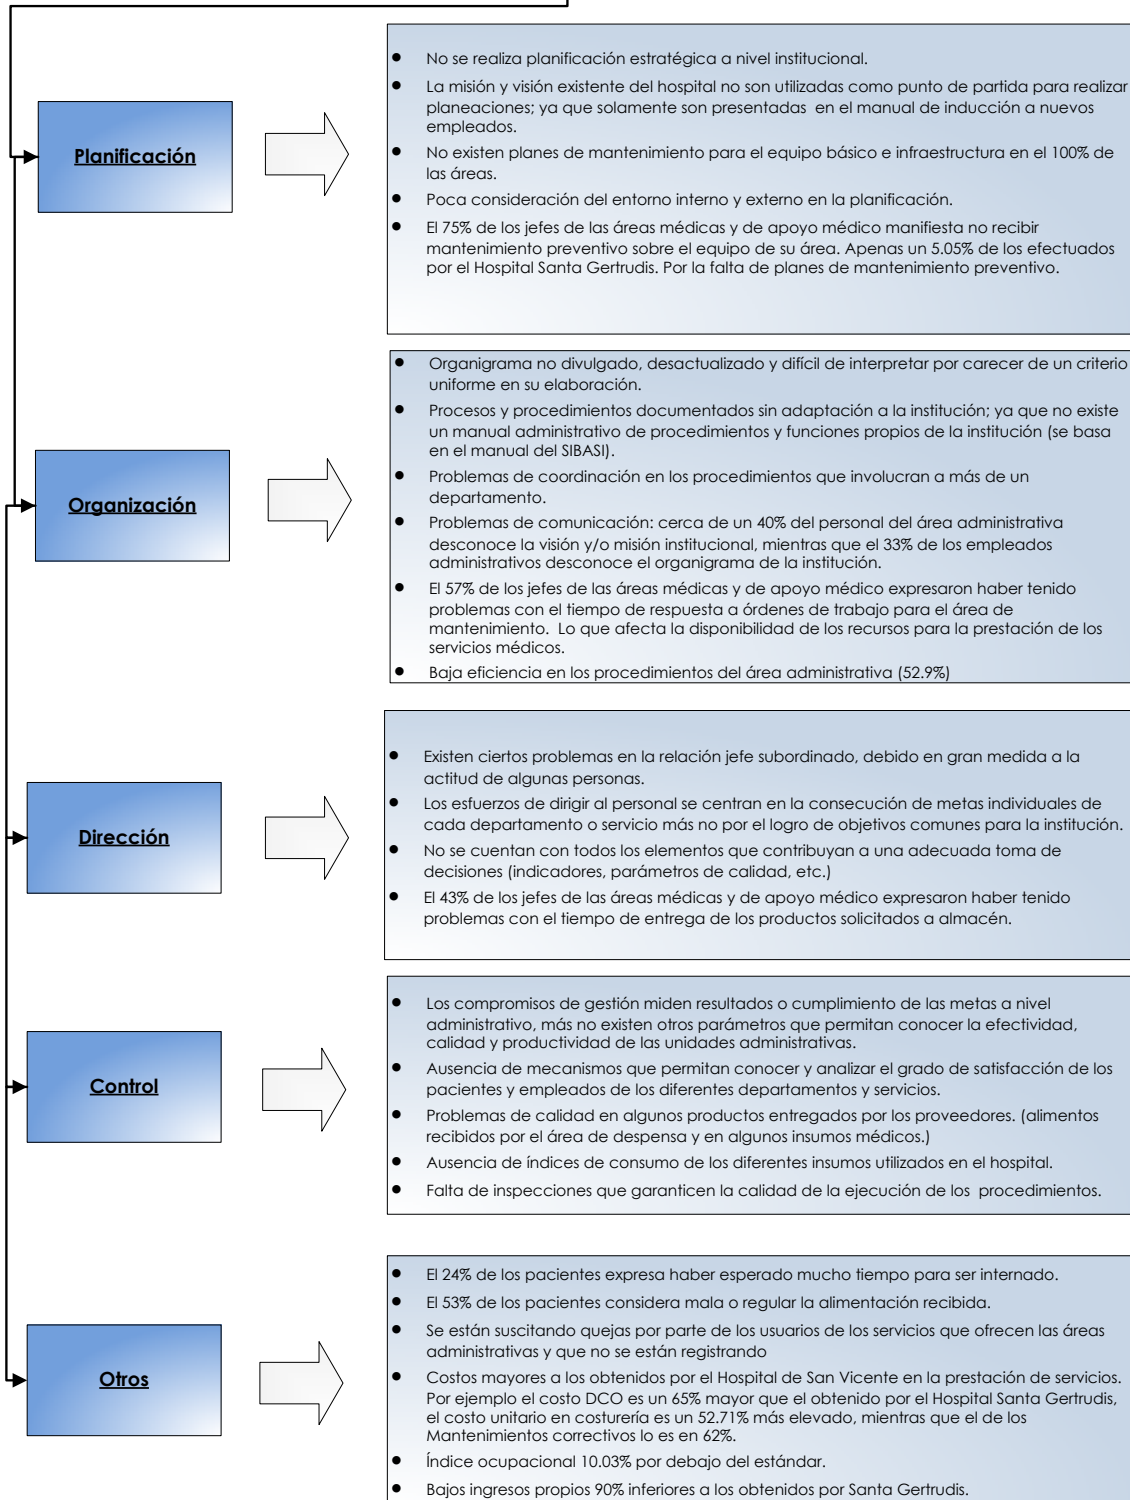 Planificación
• No se realiza planificación estratégica a nivel institucional.
• La misión y visión existente del hospital no son utilizadas como punto de partida para realizar
planeaciones; ya que solamente son presentadas en el manual de inducción a nuevos
empleados.
• No existen planes de mantenimiento para el equipo básico e infraestructura en el 100% de
las áreas.
• Poca consideración del entorno interno y externo en la planificación.
• El 75% de los jefes de las áreas médicas y de apoyo médico manifiesta no recibir
mantenimiento preventivo sobre el equipo de su área. Apenas un 5.05% de los efectuados
por el Hospital Santa Gertrudis. Por la falta de planes de mantenimiento preventivo.
Organización
• Organigrama no divulgado, desactualizado y difícil de interpretar por carecer de un criterio
uniforme en su elaboración.
• Procesos y procedimientos documentados sin adaptación a la institución; ya que no existe
un manual administrativo de procedimientos y funciones propios de la institución (se basa
en el manual del SIBASI).
• Problemas de coordinación en los procedimientos que involucran a más de un
departamento.
• Problemas de comunicación: cerca de un 40% del personal del área administrativa
desconoce la visión y/o misión institucional, mientras que el 33% de los empleados
administrativos desconoce el organigrama de la institución.
• El 57% de los jefes de las áreas médicas y de apoyo médico expresaron haber tenido
problemas con el tiempo de respuesta a órdenes de trabajo para el área de
mantenimiento. Lo que afecta la disponibilidad de los recursos para la prestación de los
servicios médicos.
• Baja eficiencia en los procedimientos del área administrativa (52.9%)
Dirección
• Existen ciertos problemas en la relación jefe subordinado, debido en gran medida a la
actitud de algunas personas.
• Los esfuerzos de dirigir al personal se centran en la consecución de metas individuales de
cada departamento o servicio más no por el logro de objetivos comunes para la institución.
• No se cuentan con todos los elementos que contribuyan a una adecuada toma de
decisiones (indicadores, parámetros de calidad, etc.)
• El 43% de los jefes de las áreas médicas y de apoyo médico expresaron haber tenido
problemas con el tiempo de entrega de los productos solicitados a almacén.
Control
• Los compromisos de gestión miden resultados o cumplimiento de las metas a nivel
administrativo, más no existen otros parámetros que permitan conocer la efectividad,
calidad y productividad de las unidades administrativas.
• Ausencia de mecanismos que permitan conocer y analizar el grado de satisfacción de los
pacientes y empleados de los diferentes departamentos y servicios.
• Problemas de calidad en algunos productos entregados por los proveedores. (alimentos
recibidos por el área de despensa y en algunos insumos médicos.)
• Ausencia de índices de consumo de los diferentes insumos utilizados en el hospital.
• Falta de inspecciones que garanticen la calidad de la ejecución de los procedimientos.
Otros
• El 24% de los pacientes expresa haber esperado mucho tiempo para ser internado.
• El 53% de los pacientes considera mala o regular la alimentación recibida.
• Se están suscitando quejas por parte de los usuarios de los servicios que ofrecen las áreas
administrativas y que no se están registrando
• Costos mayores a los obtenidos por el Hospital de San Vicente en la prestación de servicios.
Por ejemplo el costo DCO es un 65% mayor que el obtenido por el Hospital Santa Gertrudis,
el costo unitario en costurería es un 52.71% más elevado, mientras que el de los
Mantenimientos correctivos lo es en 62%.
• Índice ocupacional 10.03% por debajo del estándar.
• Bajos ingresos propios 90% inferiores a los obtenidos por Santa Gertrudis.